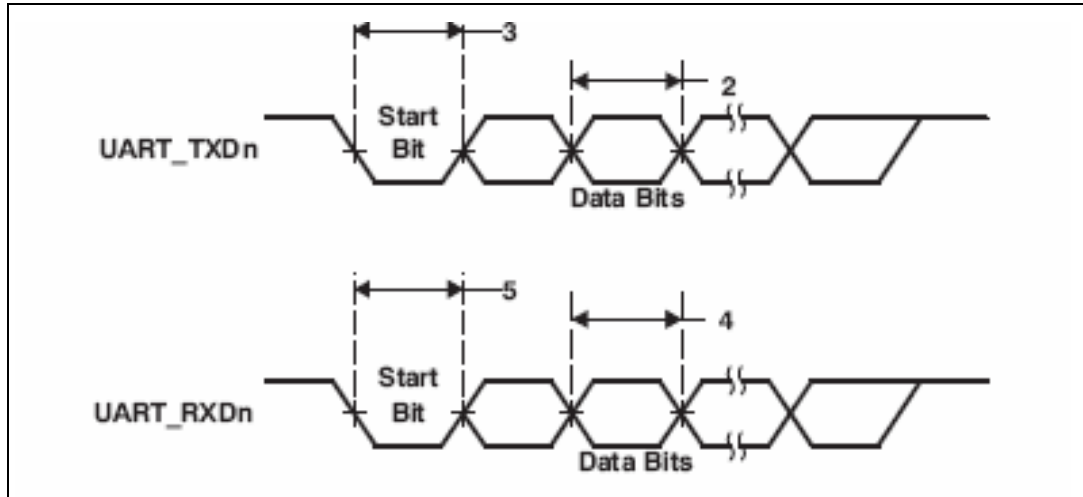 3
2
Start
Bit
UART_TXDn
Data Bits
5
4
Start
Bit
UART_RXDn
Data Bits